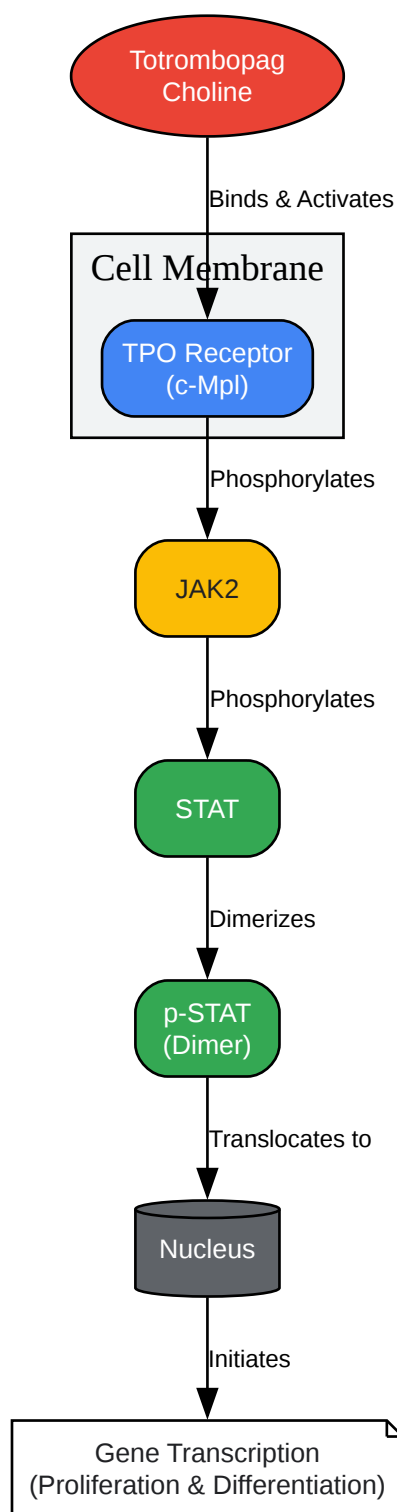 Totrombopag
Choline
Binds & Activates
Cell Membrane
TPO Receptor
(c-Mpl)
Phosphorylates
JAK2
Phosphorylates
STAT
Dimerizes
p-STAT
(Dimer)
Translocates to
Nucleus
Initiates
Gene Transcription
(Proliferation & Differentiation)